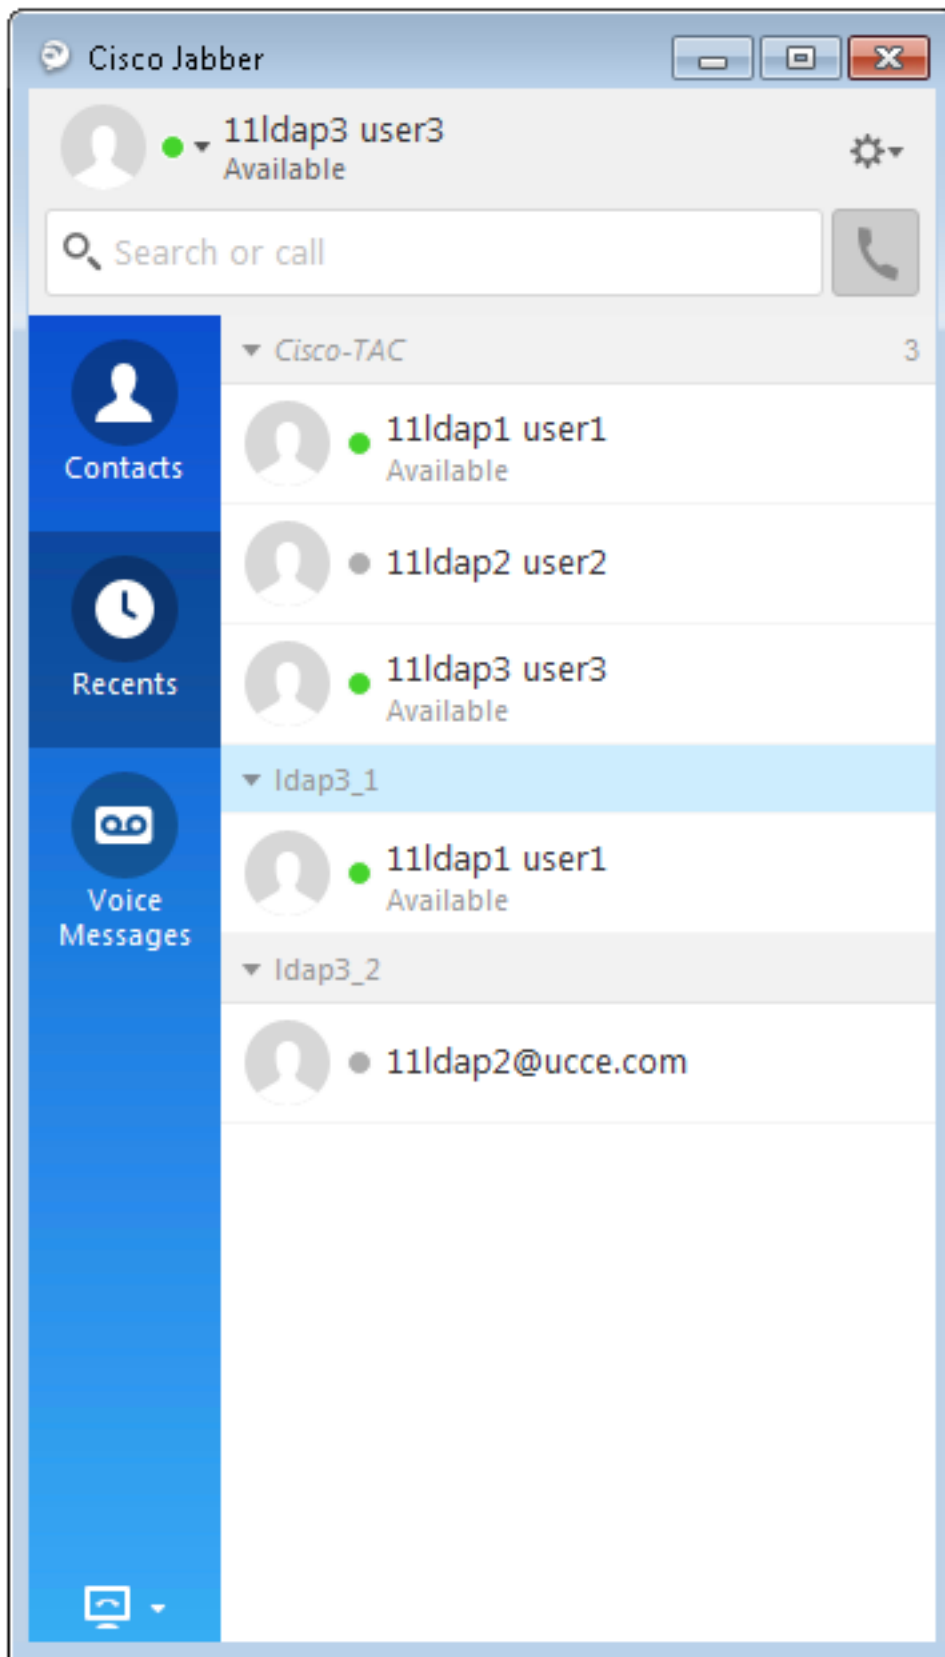 Cisco Jabber
11ldap3 user3
Available
Search or call
Contacts
Recents
Voice
Messages
Cisco-TAC 3
11ldap1 user1
Available
11ldap2 user2
11ldap3 user3
Available
ldap3_1
11ldap1 user1
Available
ldap3_2
11ldap2@ucce.com